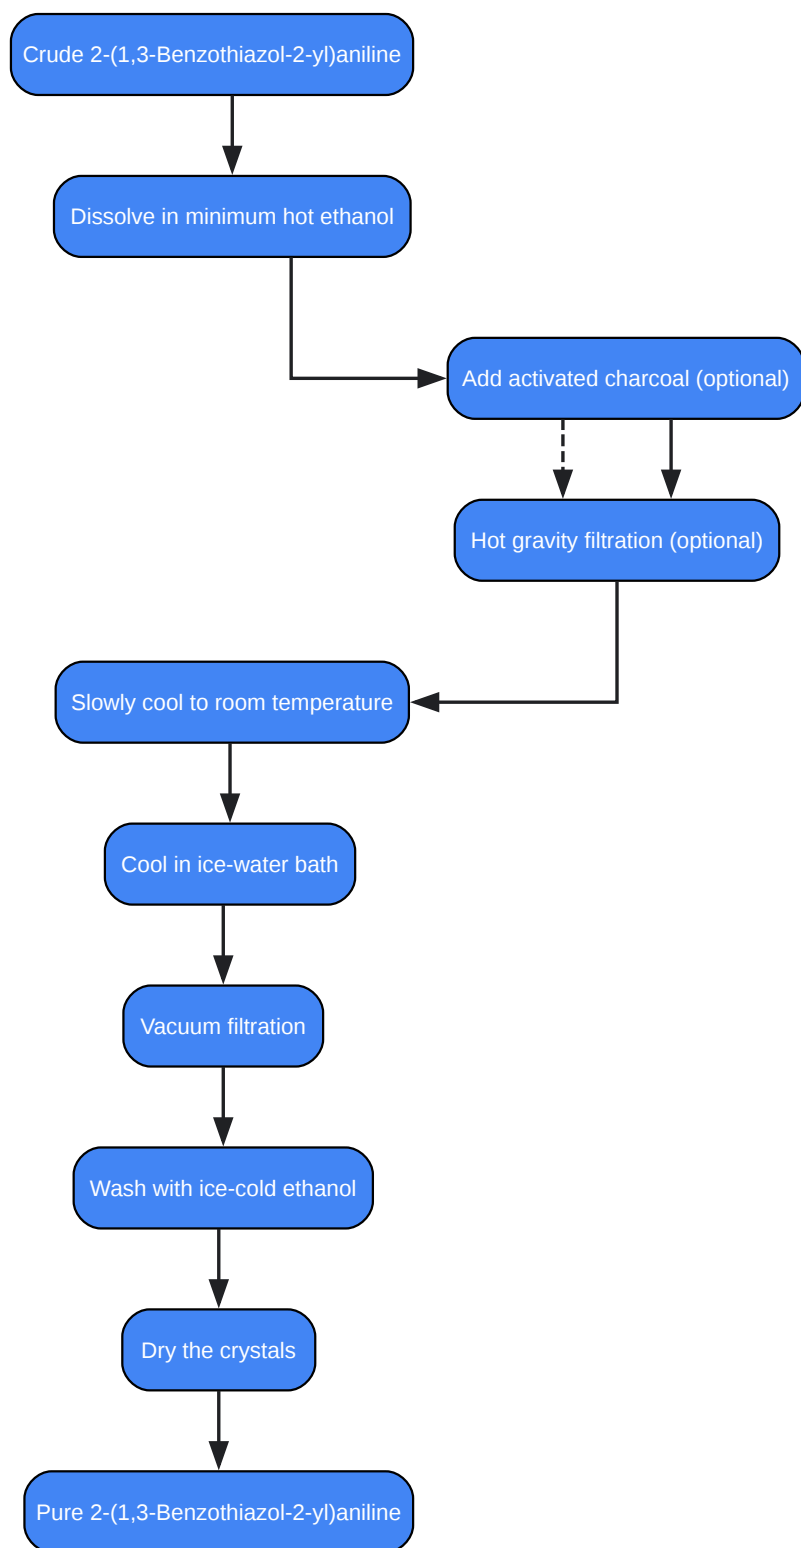 Crude 2-(1,3-Benzothiazol-2-yl)aniline
Dissolve in minimum hot ethanol
Add activated charcoal (optional)
Hot gravity filtration (optional)
Slowly cool to room temperature
Cool in ice-water bath
Vacuum filtration
Wash with ice-cold ethanol
Dry the crystals
Pure 2-(1,3-Benzothiazol-2-yl)aniline